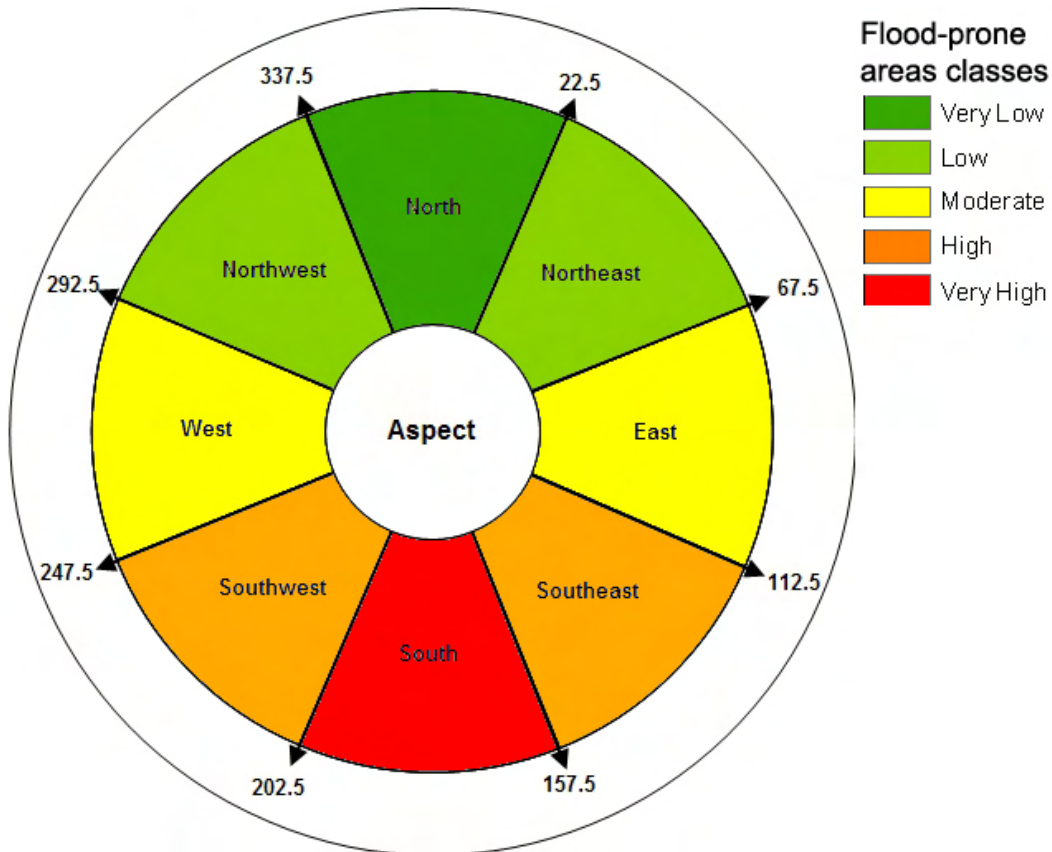 Flood-prone
areas classes
Very Low
Low
Moderate
High
Very High
337.5
22.5
North
Northwest
Northeast
292.5
67.5
West
Aspect
East
247.5
112.5
Southwest
Southeast
South
202.5
157.5